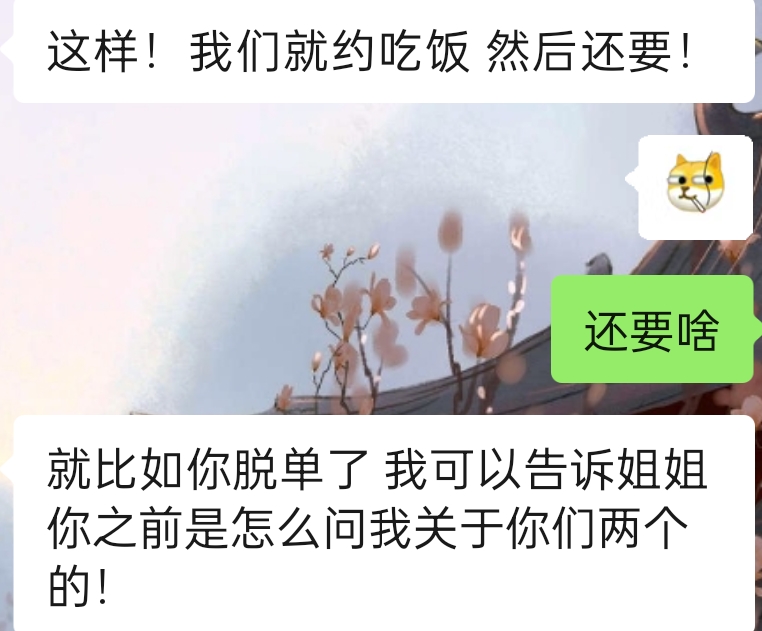 这样！我们就约吃饭 然后还要！
还要啥
就比如你脱单了 我可以告诉姐姐
你之前是怎么问我关于你们两个
的！